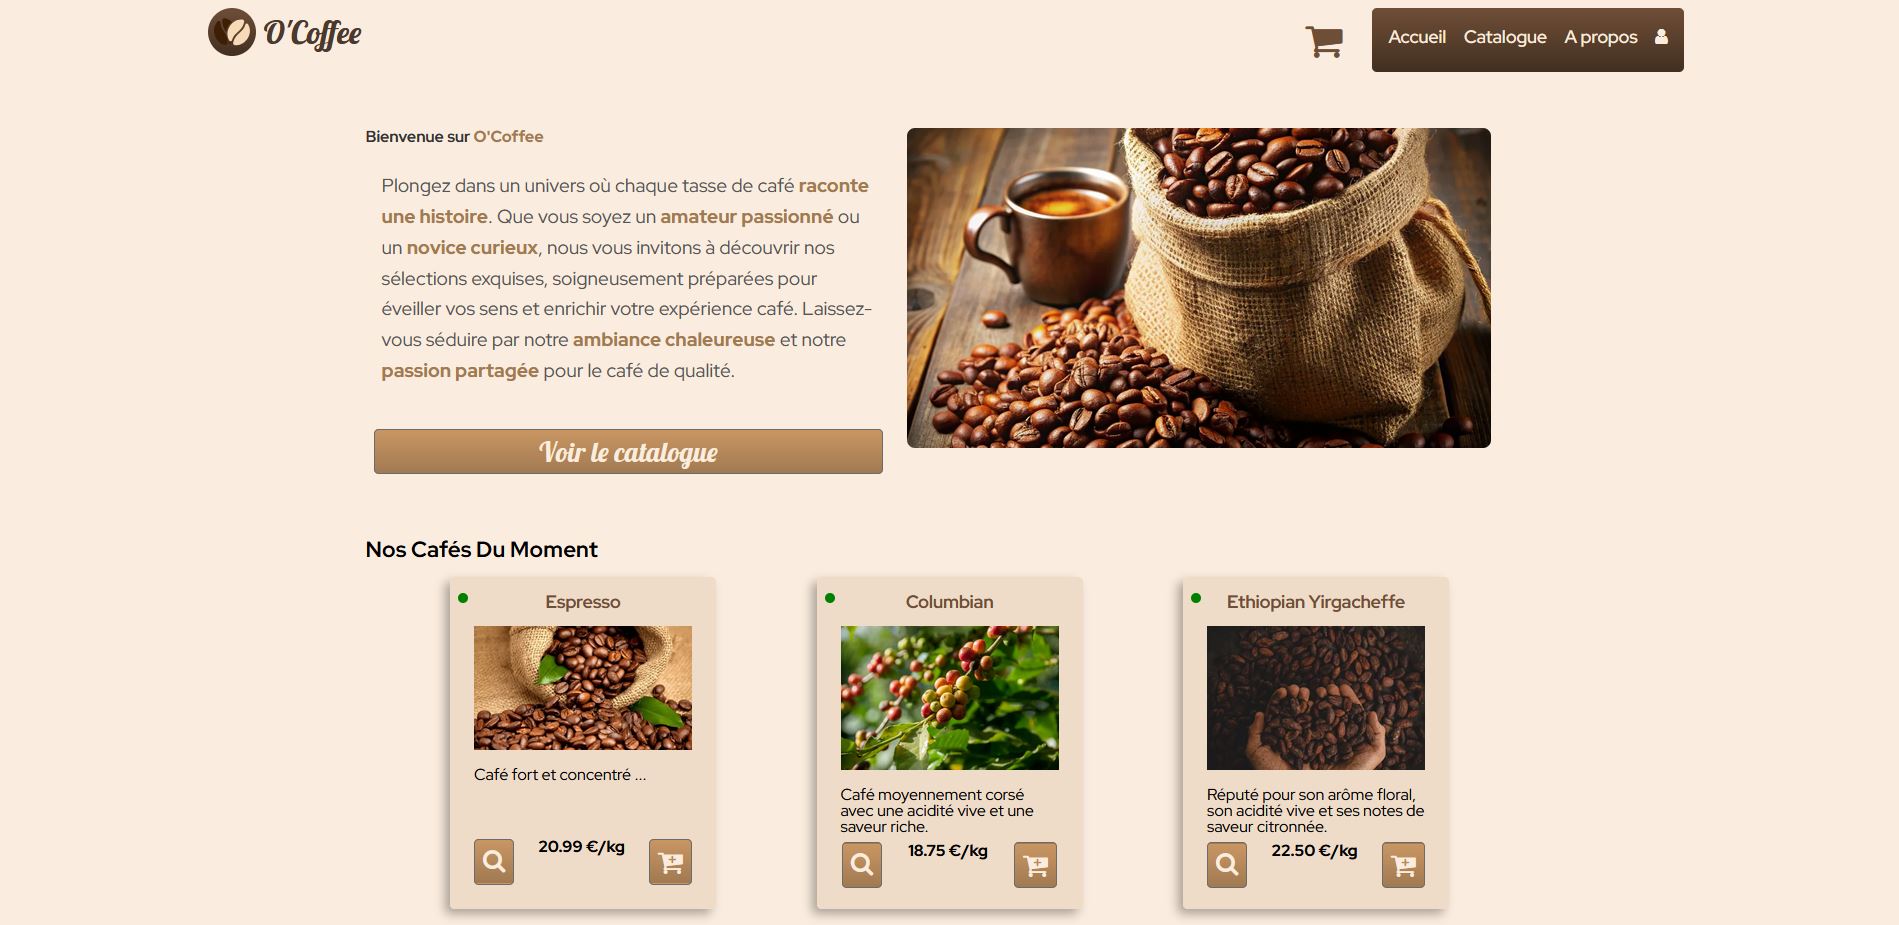 O'Coffee
Accueil Catalogue A propos
Bienvenue sur O'Coffee
Plongez dans un univers où chaque tasse de café raconte
une histoire. Que vous soyez un amateur passionné ou
un novice curieux, nous vous invitons à découvrir nos
sélections exquises, soigneusement préparées pour
éveiller vos sens et enrichir votre expérience café. Laissez-
vous séduire par notre ambiance chaleureuse et notre
passion partagée pour le café de qualité.
Voir le catalogue
Nos Cafés Du Moment
Espresso
Café fort et concentré ...
20.99 €/kg
Columbian
Café moyennement corsé
avec une acidité vive et une
saveur riche.
18.75 €/kg
Ethiopian Yirgacheffe
Réputé pour son arôme floral,
son acidité vive et ses notes de
saveur citronnée.
22.50 €/kg